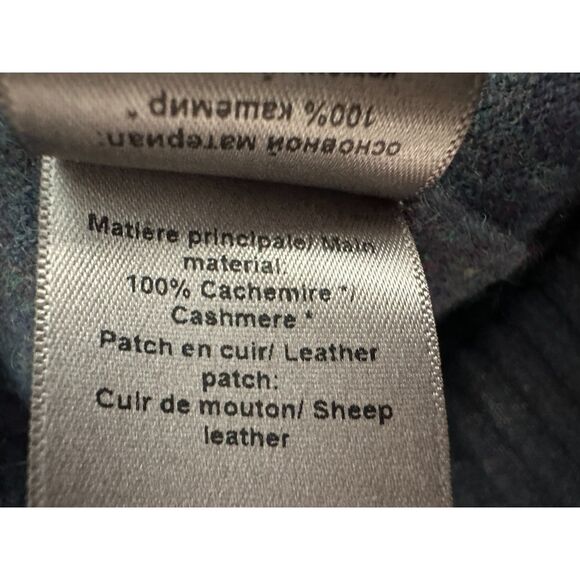 основной материал:
100% кашемир *
Matière principale/ Main
material:
100% Cachemire */
Cashmere *
Patch en cuir/ Leather
patch:
Cuir de mouton/ Sheep
leather